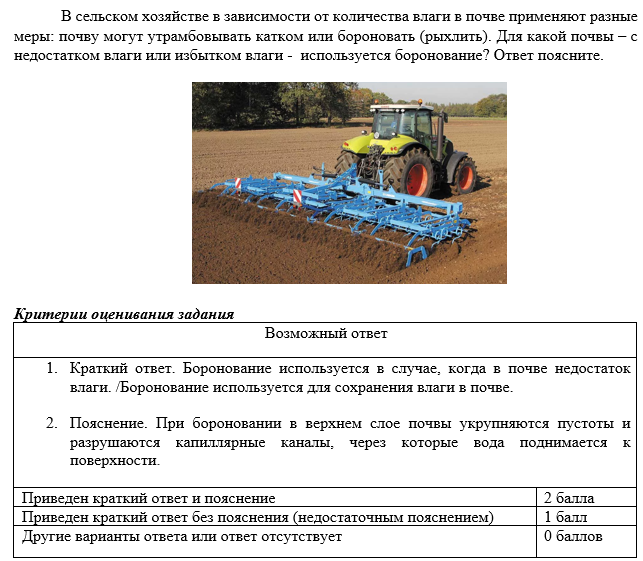 В сельском хозяйстве в зависимости от количества влаги в почве применяют разные
меры: почву могут утрамбовывать катком или бороновать (рыхлить). Для какой почвы – с
недостатком влаги или избытком влаги - используется боронование? Ответ поясните.
Критерии оценивания задания
Возможный ответ
1. Краткий ответ. Боронование используется в случае, когда в почве недостаток
влаги. /Боронование используется для сохранения влаги в почве.
2. Пояснение. При бороновании в верхнем слое почвы укрупняются пустоты и
разрушаются капиллярные каналы, через которые вода поднимается к
поверхности.
Приведен краткий ответ и пояснение 2 балла
Приведен краткий ответ без пояснения (недостаточным пояснением) 1 балл
Другие варианты ответа или ответ отсутствует 0 баллов